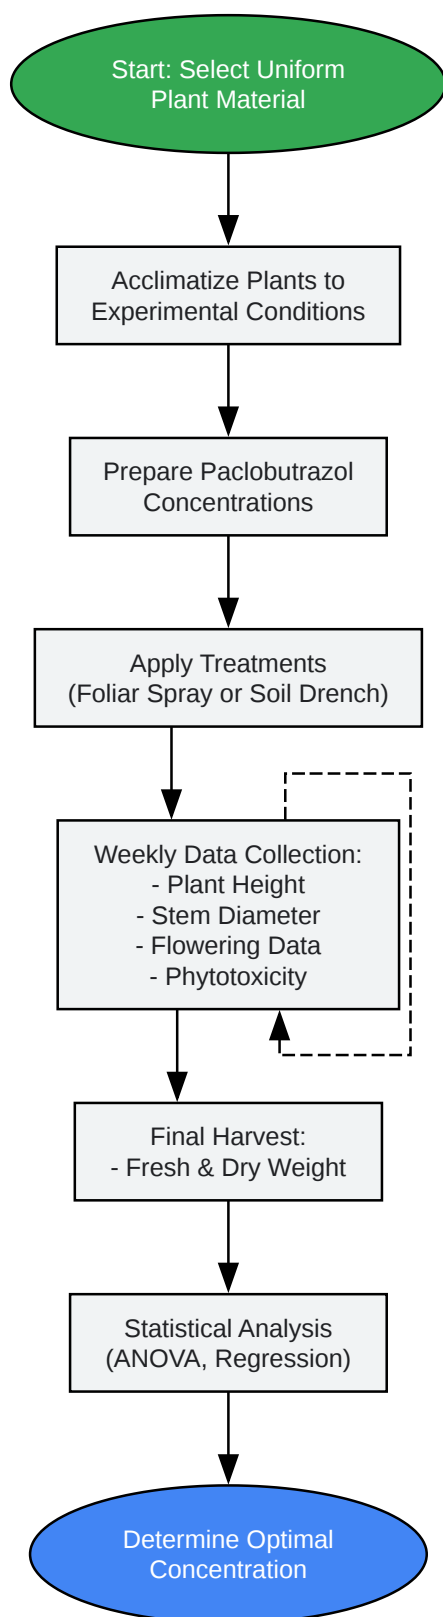 Start: Select Uniform
Plant Material
Acclimatize Plants to
Experimental Conditions
Prepare Paclobutrazol
Concentrations
Apply Treatments
(Foliar Spray or Soil Drench)
Weekly Data Collection:
- Plant Height
- Stem Diameter
- Flowering Data
- Phytotoxicity
Final Harvest:
- Fresh & Dry Weight
Statistical Analysis
(ANOVA, Regression)
Determine Optimal
Concentration